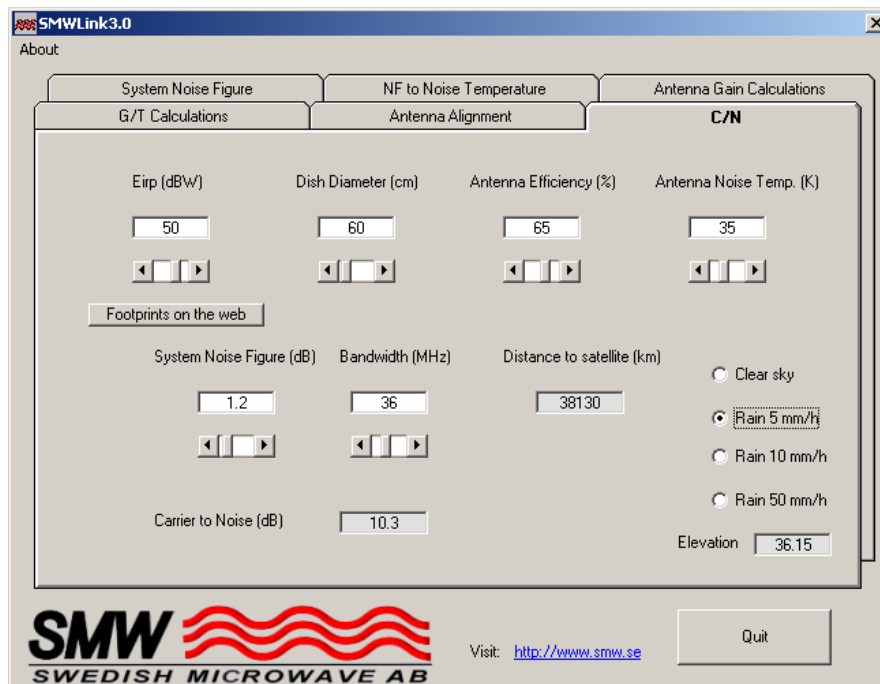 SMWLink3.0
About
System Noise Figure
NF to Noise Temperature
Antenna Gain Calculations
G/T Calculations
Antenna Alignment
C/N
Eirp (dBW)
Dish Diameter (cm)
Antenna Efficiency (%)
Antenna Noise Temp. (K)
50
60
65
35
Footprints on the web
System Noise Figure (dB)
Bandwidth (MHz)
Distance to satellite (km)
1.2
36
38130
Clear sky
Rain 5 mm/h
Rain 10 mm/h
Rain 50 mm/h
Carrier to Noise (dB)
10.3
Elevation
36.15
SMW
SWEDISH MICROWAVE AB
Visit: http://www.smw.se
Quit